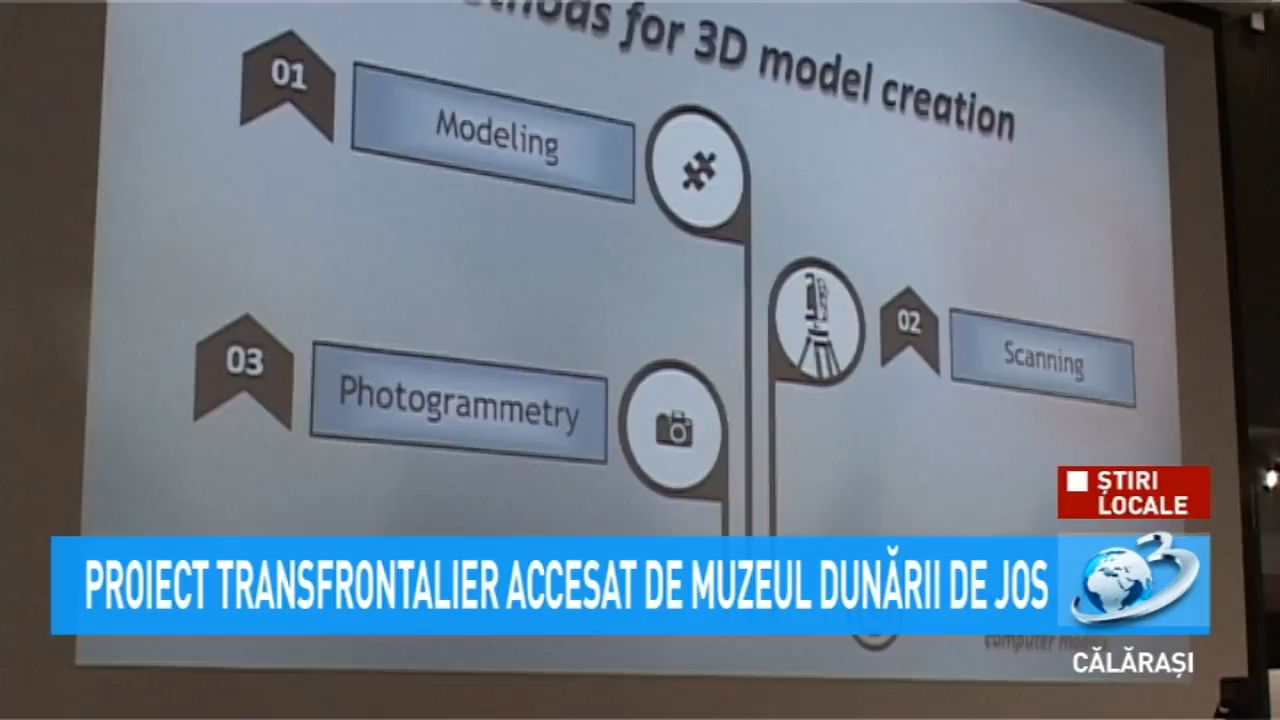 for 3D model creation
01
Modeling
02
Scanning
03
Photogrammetry
ȘTIRI
LOCALE
PROIECT TRANSFRONTALIER ACCESAT DE MUZEUL DUNĂRII DE JOS
3
computer
CĂLĂRAȘI